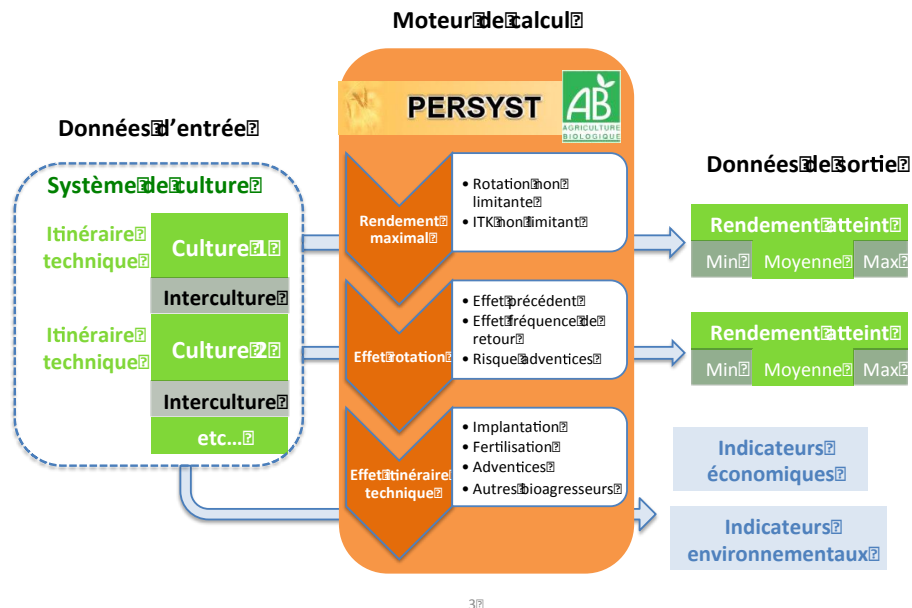 Moteur de calcul
PERSYST
AB
AGRICULTURE
BIOLOGIQUE
Données d'entrée
Système de culture
Itinéraire
technique
Culture 1
Interculture
Itinéraire
technique
Culture 2
Interculture
etc...
Rendement
maximal
• Rotation non
limitante
• ITK non limitant
Effet rotation
• Effet précédent
• Effet fréquence de
retour
• Risque adventices
Effet itinéraire
technique
• Implantation
• Fertilisation
• Adventices
• Autres bioagresseurs
Données de sortie
Rendement atteint
Min Moyenne Max
Rendement atteint
Min Moyenne Max
Indicateurs
économiques
Indicateurs
environnementaux
3